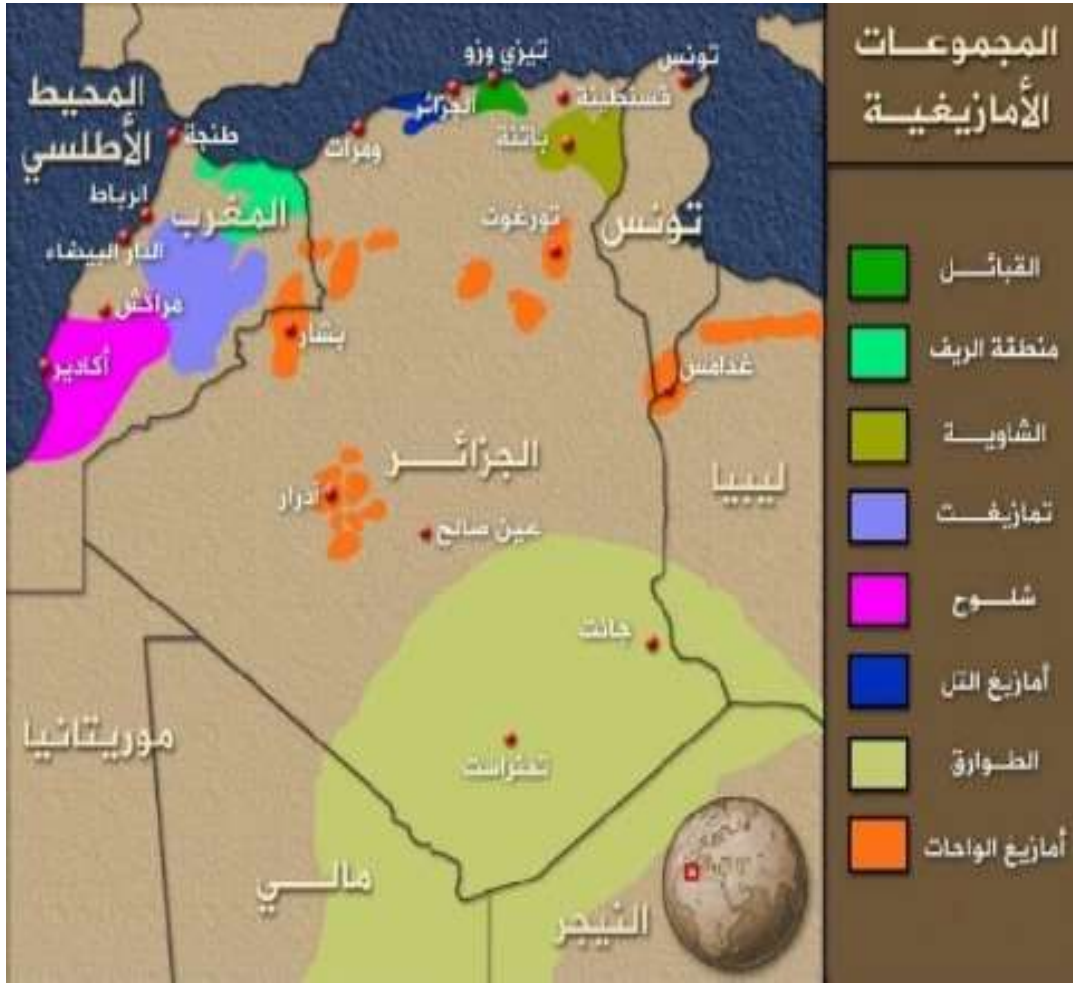 المجموعات
الأمازيغية
القبائل
منطقة الريف
الشاوية
تمازيغت
شلوح
أمازيغ التل
الطوارق
أمازيغ الواحات
المحيط
الأطلسي
تيزي وزو
تونس
الجزائر
قسنطينة
طنجة
ومرات
باتنة
الرباط
المغرب
تورغوت
تونس
الدار البيضاء
مراكش
بشار
أكادير
غدامس
الجزائر
ليبيا
أدرار
عين صالح
جانت
موريتانيا
تمنراست
مالي
النيجر